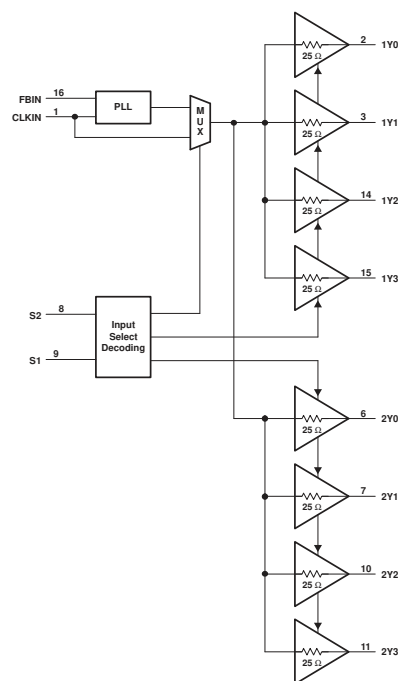 2
25 Ω
1Y0
FBIN
16
PLL
MUX
CLKIN
1
3
25 Ω
1Y1
14
25 Ω
1Y2
15
25 Ω
1Y3
S2
8
Input
Select
Decoding
S1
9
6
25 Ω
2Y0
7
25 Ω
2Y1
10
25 Ω
2Y2
11
25 Ω
2Y3